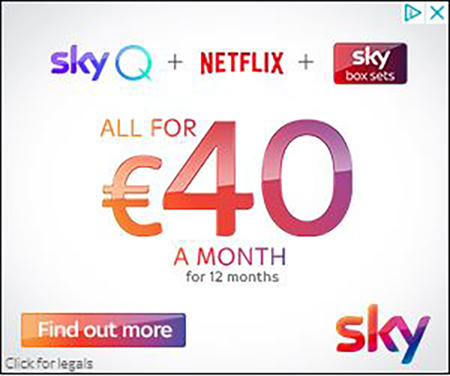 sky Q + NETFLIX + sky box sets
ALL FOR
€40
A MONTH
for 12 months
Find out more
sky
Click for legals